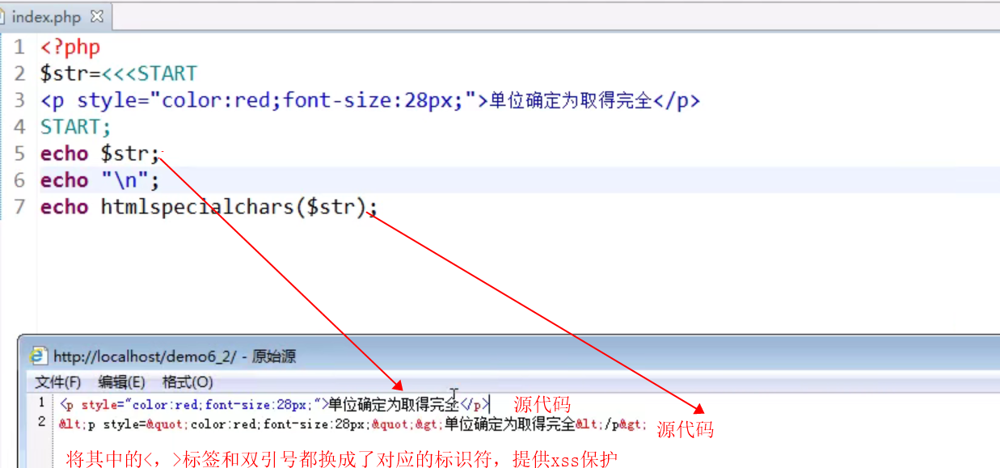 index.php
1 <?php
2 $str=<<<START
3 <p style="color:red;font-size:28px;">单位确定为取得完全</p>
4 START;
5 echo $str;
6 echo "\n";
7 echo htmlspecialchars($str);
http://localhost/demo6_2/ - 原始源
文件(F) 编辑(E) 格式(O)
1 <p style="color:red;font-size:28px;">单位确定为取得完全</p> 源代码
2 &lt;p style=&quot;color:red;font-size:28px;&quot;&gt;单位确定为取得完全&lt;/p&gt; 源代码
将其中的<，>标签和双引号都换成了对应的标识符，提供xss保护